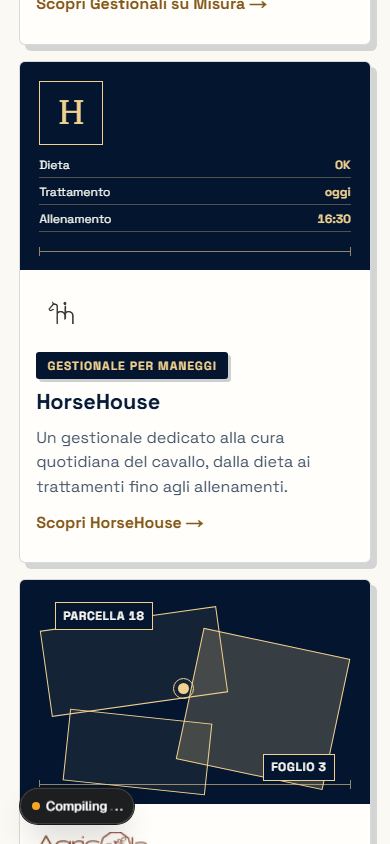 Scopri Gestionali su Misura →
H
Dieta OK
Trattamento oggi
Allenamento 16:30
GESTIONALE PER MANEGGI
HorseHouse
Un gestionale dedicato alla cura
quotidiana del cavallo, dalla dieta ai
trattamenti fino agli allenamenti.
Scopri HorseHouse →
PARCELLA 18
FOGLIO 3
Compiling ...